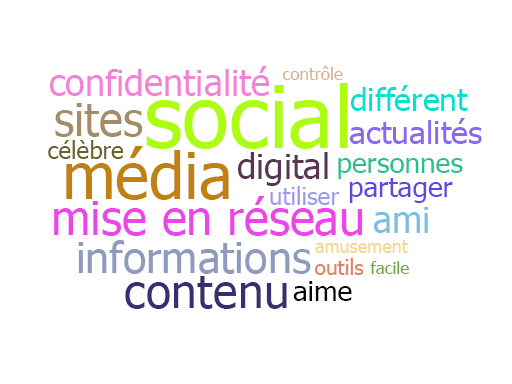 confidentialité contrôle
social
différent
sites
actualités
célèbre
média digital personnes
utiliser partager
mise en réseau ami
informations amusement
outils facile
contenu aime